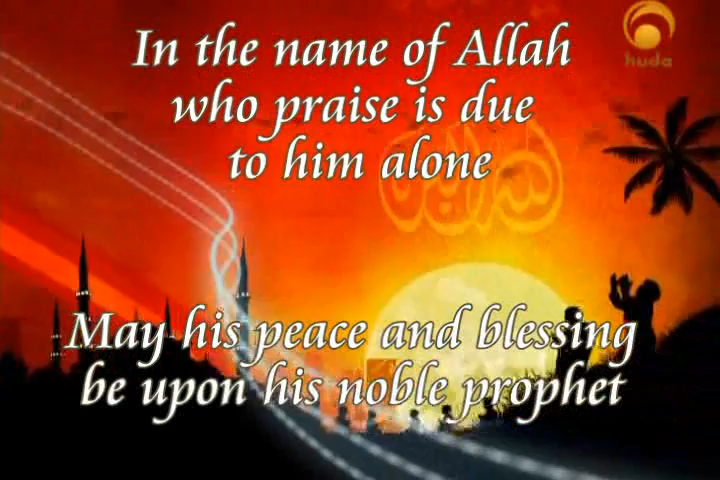 In the name of Allah
huda
who praise is due
to him alone
May his peace and blessing
be upon his noble prophet